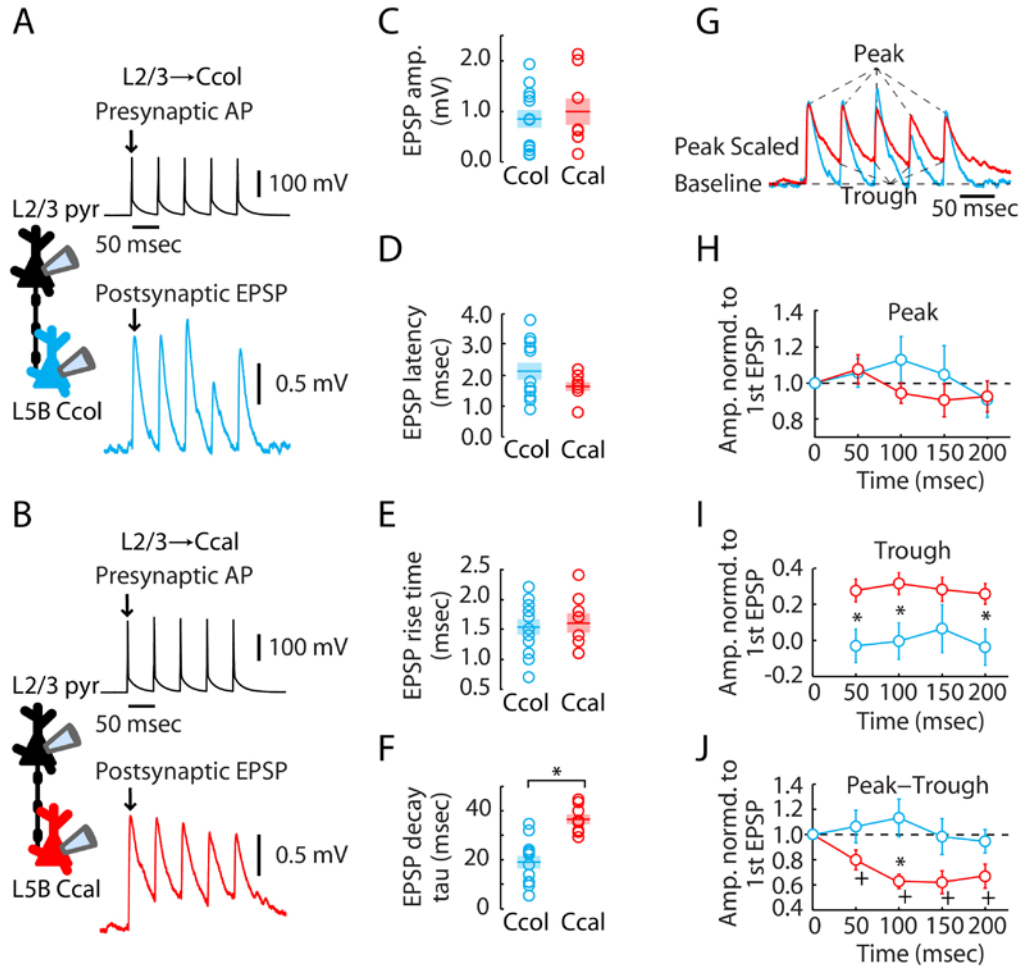 A
L2/3→Ccol
Presynaptic AP
100 mV
L2/3 pyr
50 msec
Postsynaptic EPSP
0.5 mV
L5B Ccol
B
L2/3→Ccal
Presynaptic AP
100 mV
L2/3 pyr
50 msec
Postsynaptic EPSP
0.5 mV
L5B Ccal
C
EPSP amp.
(mV)
2.0
1.0
0.0
Ccol Ccal
D
EPSP latency
(msec)
4.0
3.0
2.0
1.0
0.0
Ccol Ccal
E
EPSP rise time
(msec)
2.5
2.0
1.5
1.0
0.5
Ccol Ccal
F
EPSP decay
tau (msec)
*
40
20
0
Ccol Ccal
G
Peak
Peak Scaled
Baseline
Trough
50 msec
H
Amp. normd. to
1st EPSP
Peak
1.4
1.2
1.0
0.8
0 50 100 150 200
Time (msec)
I
Amp. normd. to
1st EPSP
Trough
0.4
0.2
0.0
-0.2
* * *
0 50 100 150 200
Time (msec)
J
Amp. normd. to
1st EPSP
Peak–Trough
1.4
1.2
1.0
0.8
0.6
0.4
*
+ + + +
0 50 100 150 200
Time (msec)